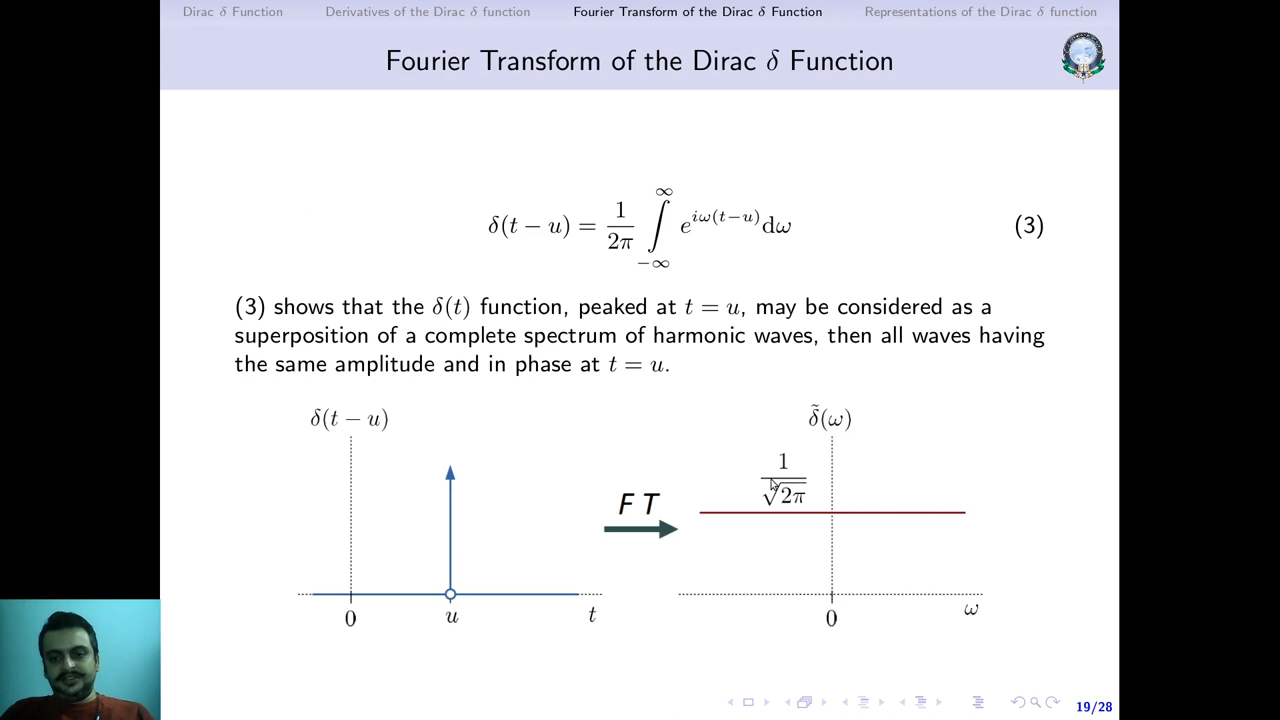 Dirac δ Function Derivatives of the Dirac δ function Fourier Transform of the Dirac δ Function Representations of the Dirac δ function
Fourier Transform of the Dirac δ Function
δ(t − u) = 1/2π ∫_{−∞}^{∞} e^{iω(t−u)}dω (3)
(3) shows that the δ(t) function, peaked at t = u, may be considered as a
superposition of a complete spectrum of harmonic waves, then all waves having
the same amplitude and in phase at t = u.
δ(t − u)
0
u
t
F T
δ̃(ω)
1/√2π
0
ω
19/28